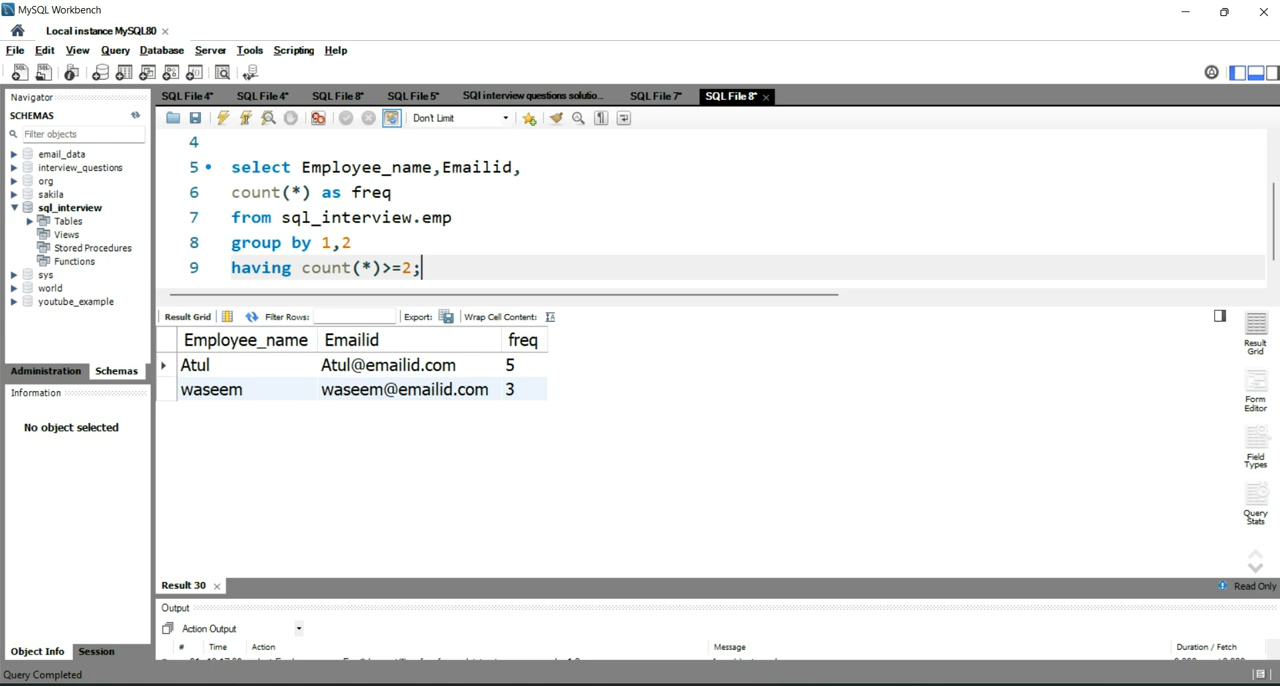 MySQL Workbench
Local instance MySQL80
File Edit View Query Database Server Tools Scripting Help
Navigator
SCHEMAS
Filter objects
email_data
interview_questions
org
sakila
sql_interview
Tables
Views
Stored Procedures
Functions
sys
world
youtube_example
Administration Schemas
Information
No object selected
Object Info Session
Query Completed
SQL File 4* SQL File 4* SQL File 8* SQL File 5* SQl interview questions solutio... SQL File 7* SQL File 8*
Don't Limit
4
5 select Employee_name,Emailid,
6 count(*) as freq
7 from sql_interview.emp
8 group by 1,2
9 having count(*)>=2;
Result Grid Filter Rows: Export: Wrap Cell Content:
Employee_name Emailid freq
Atul Atul@emailid.com 5
waseem waseem@emailid.com 3
Result Grid
Form Editor
Field Types
Query Stats
Result 30 Read Only
Output
Action Output
# Time Action Message Duration / Fetch